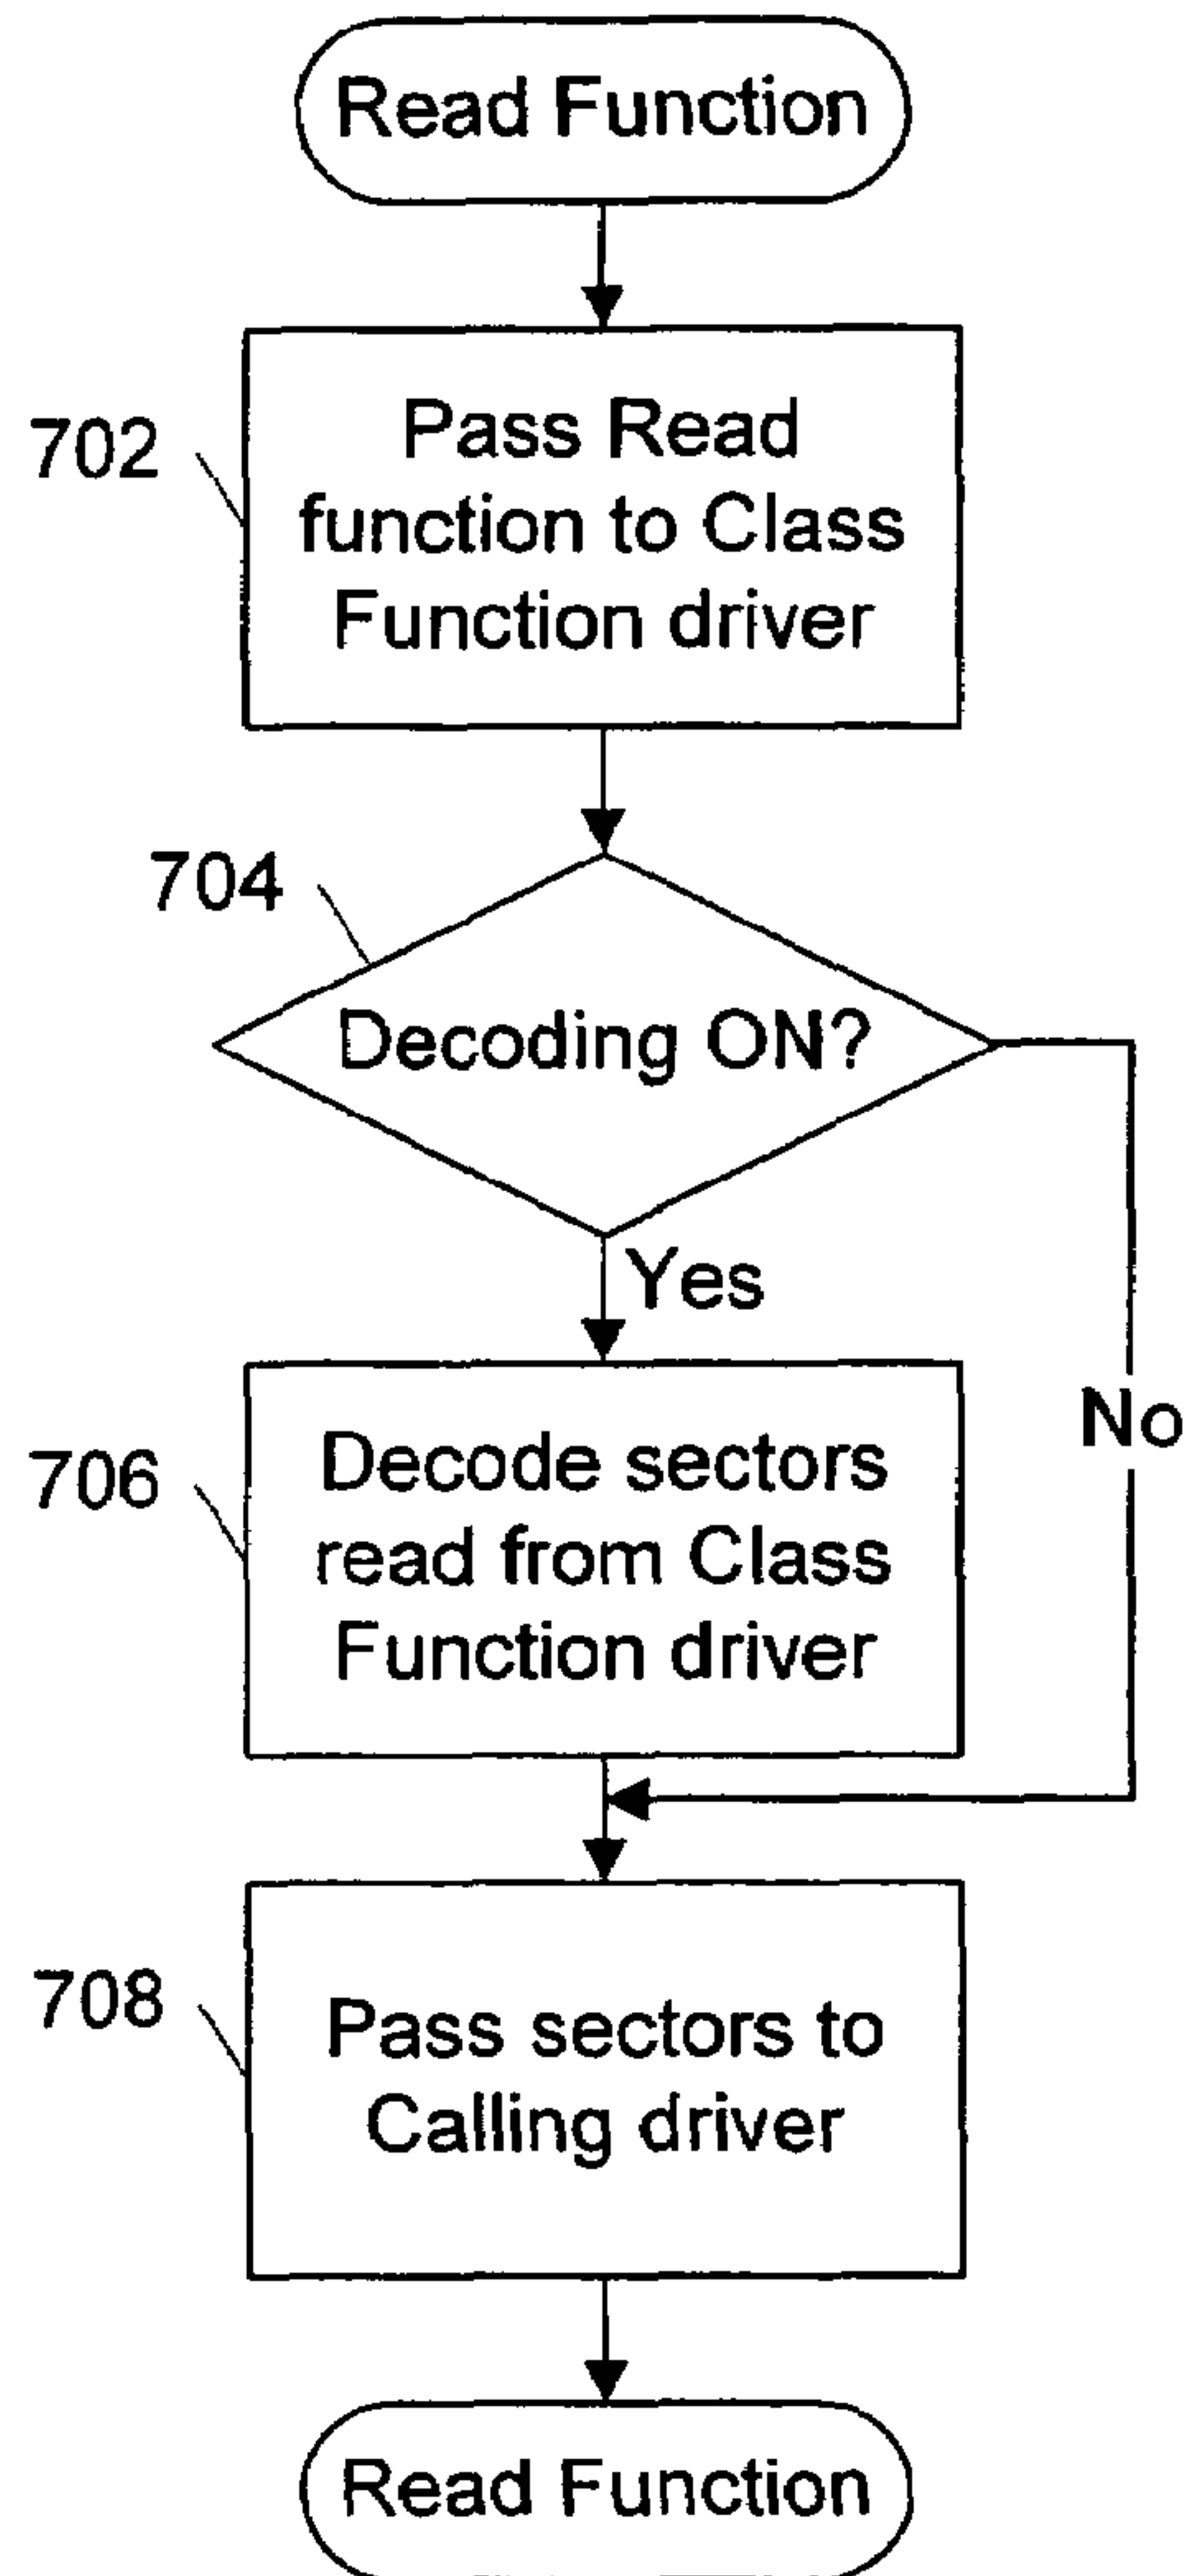 Read Function
702
Pass Read
function to Class
Function driver
704
Decoding ON?
Yes
No
706
Decode sectors
read from Class
Function driver
708
Pass sectors to
Calling driver
Read Function